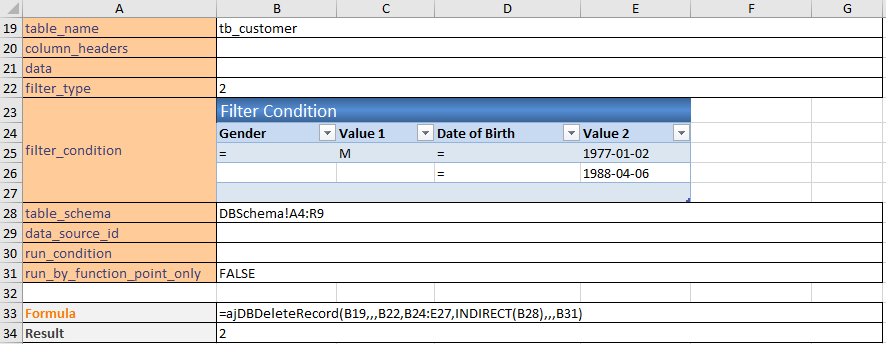 A B C D E F G
19 table_name tb_customer
20 column_headers
21 data
22 filter_type 2
23 Filter Condition
24 Gender Value 1 Date of Birth Value 2
25 filter_condition = M = 1977-01-02
26 = 1988-04-06
27
28 table_schema DBSchema!A4:R9
29 data_source_id
30 run_condition
31 run_by_function_point_only FALSE
32
33 Formula =ajDBDeleteRecord(B19,,,B22,B24:E27,INDIRECT(B28),,,B31)
34 Result 2